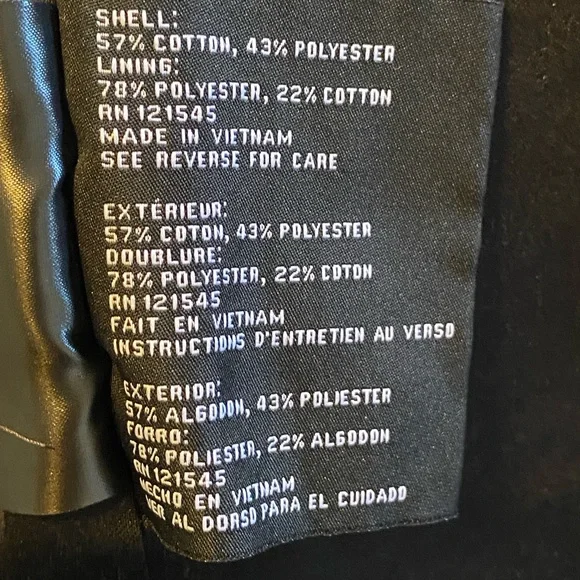 SHELL:
57% COTTON, 43% POLYESTER
LINING:
78% POLYESTER, 22% COTTON
RN 121545
MADE IN VIETNAM
SEE REVERSE FOR CARE
EXTÉRIEUR:
57% COTON, 43% POLYESTER
DOUBLURE:
78% POLYESTER, 22% COTON
RN 121545
FAIT EN VIETNAM
INSTRUCTIONS D'ENTRETIEN AU VERSO
EXTERIOR:
57% ALGODON, 43% POLIESTER
FORRO:
78% POLIESTER, 22% ALGODON
RN 121545
HECHO EN VIETNAM
VER AL DORSO PARA EL CUIDADO